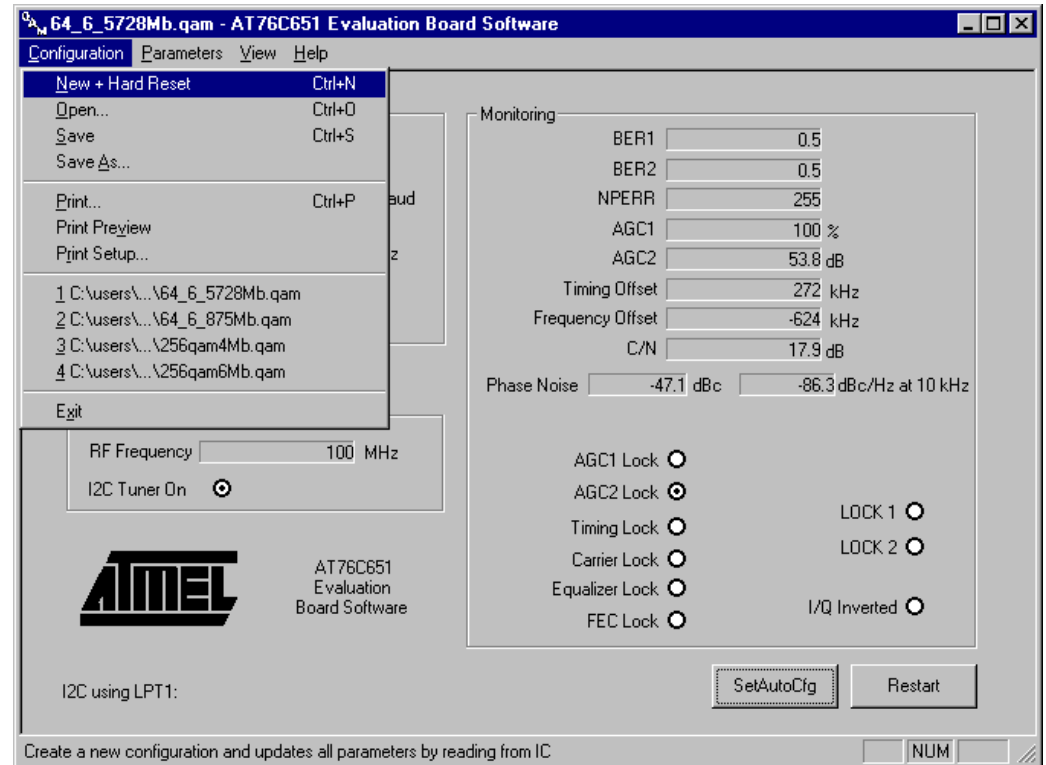 QAM 64_6_5728Mb.qam - AT76C651 Evaluation Board Software
Configuration Parameters View Help
New + Hard Reset Ctrl+N
Open... Ctrl+O
Save Ctrl+S
Save As...
Print... Ctrl+P
Print Preview
Print Setup...
1 C:\users\...\64_6_5728Mb.qam
2 C:\users\...\64_6_875Mb.qam
3 C:\users\...\256qam4Mb.qam
4 C:\users\...\256qam6Mb.qam
Exit
aud
z
RF Frequency 100 MHz
I2C Tuner On
ATMEL
AT76C651
Evaluation
Board Software
I2C using LPT1:
Monitoring
BER1 0.5
BER2 0.5
NPERR 255
AGC1 100 %
AGC2 53.8 dB
Timing Offset 272 kHz
Frequency Offset -624 kHz
C/N 17.9 dB
Phase Noise -47.1 dBc -86.3 dBc/Hz at 10 kHz
AGC1 Lock
AGC2 Lock
Timing Lock
Carrier Lock
Equalizer Lock
FEC Lock
LOCK 1
LOCK 2
I/Q Inverted
SetAutoCfg Restart
Create a new configuration and updates all parameters by reading from IC NUM